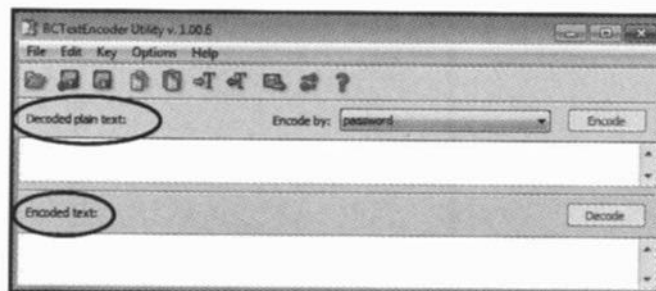 BCTextEncoder Utility v. 1.00.6
File Edit Key Options Help
Decoded plain text: Encode by: password Encode
Encoded text: Decode